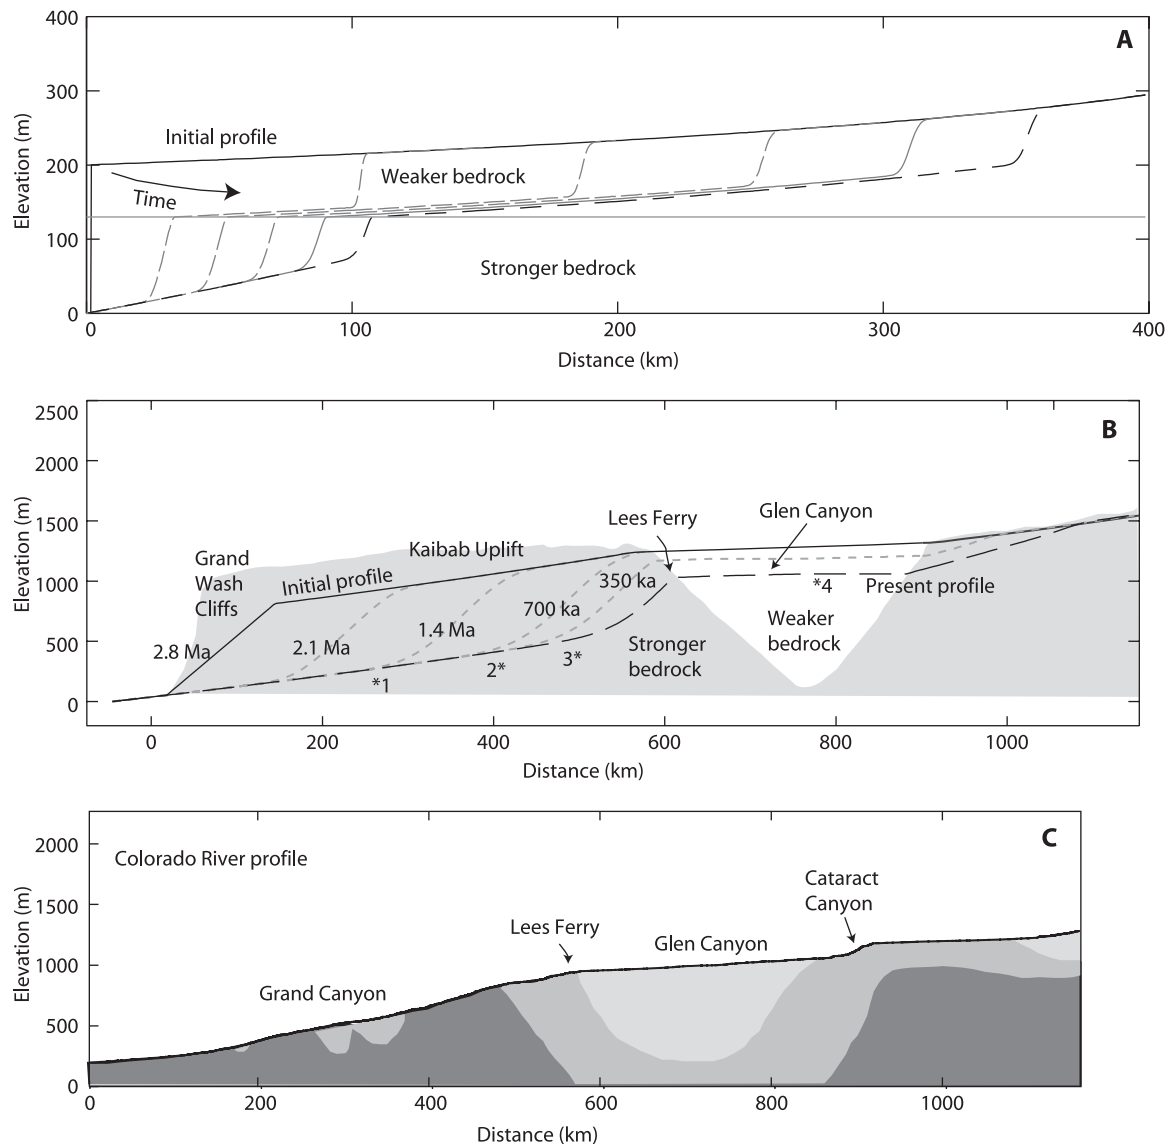 400
A
300
Initial profile
200
Weaker bedrock
Time
100
Stronger bedrock
0
0 100 200 300 400
Distance (km)
Elevation (m)
2500
B
2000
Lees Ferry
Glen Canyon
1500
Grand
Wash
Cliffs
Kaibab Uplift
Initial profile
1000
350 ka
*4
Present profile
700 ka
1.4 Ma
2.1 Ma
2.8 Ma
Weaker
bedrock
500
Stronger
bedrock
2*
3*
*1
0
0 200 400 600 800 1000
Distance (km)
Elevation (m)
C
2000
Colorado River profile
Cataract
Canyon
1500
Lees Ferry
Glen Canyon
1000
Grand Canyon
500
0
0 200 400 600 800 1000
Distance (km)
Elevation (m)